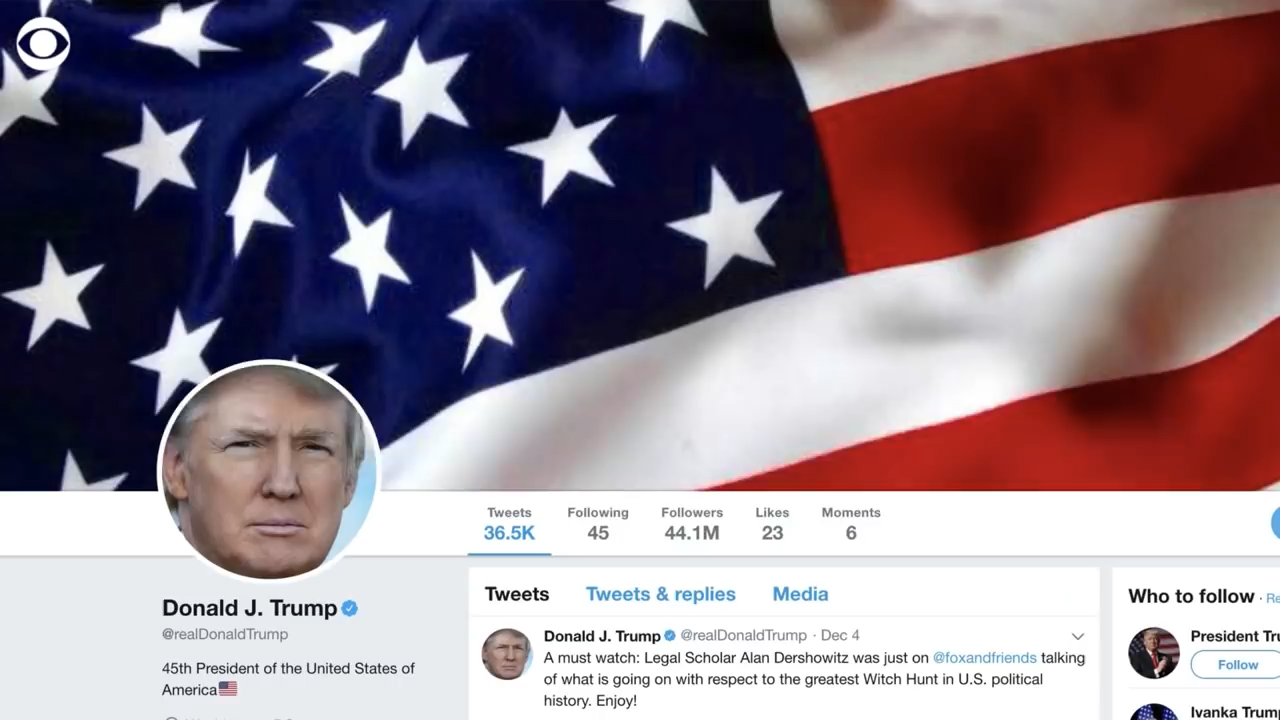 Tweets Following Followers Likes Moments
36.5K 45 44.1M 23 6
Donald J. Trump
@realDonaldTrump
45th President of the United States of
America🇺🇸
Tweets Tweets & replies Media
Donald J. Trump @realDonaldTrump · Dec 4
A must watch: Legal Scholar Alan Dershowitz was just on @foxandfriends talking
of what is going on with respect to the greatest Witch Hunt in U.S. political
history. Enjoy!
Who to follow ·
President
Follow
Ivanka Trump